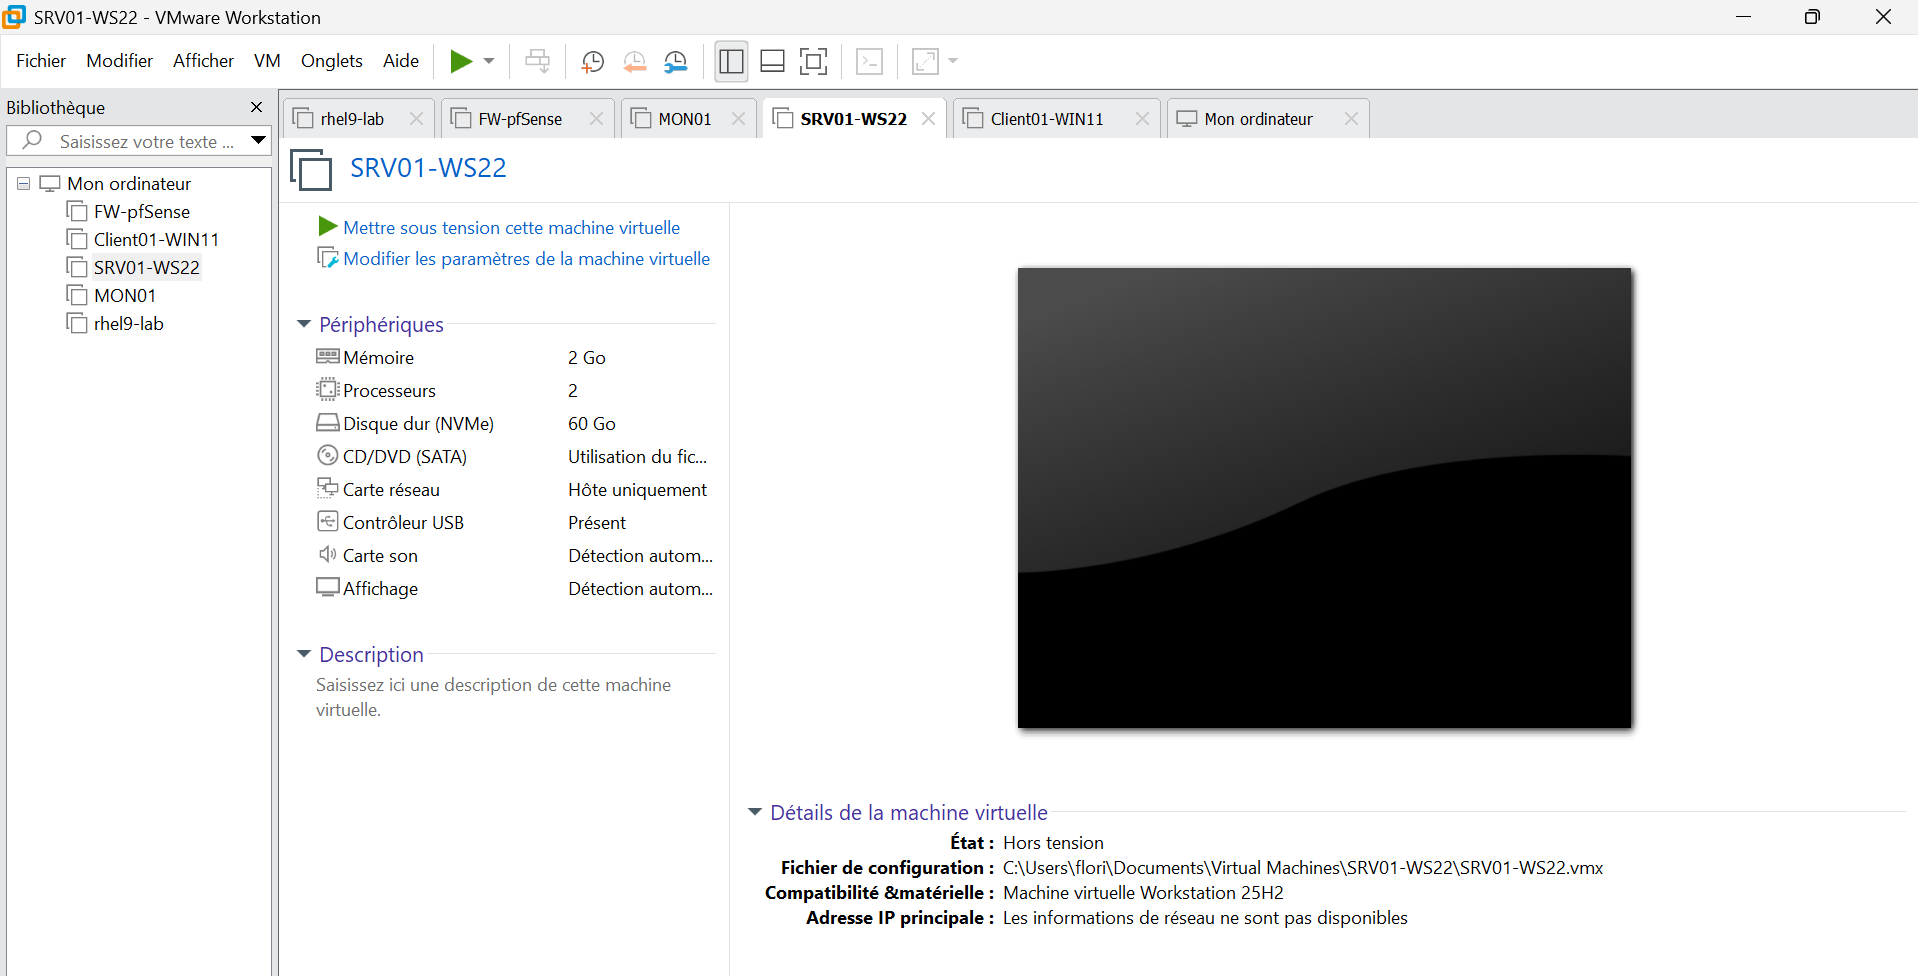 SRV01-WS22 - VMware Workstation
Fichier Modifier Afficher VM Onglets Aide
Bibliothèque
Saisissez votre texte ...
Mon ordinateur
FW-pfSense
Client01-WIN11
SRV01-WS22
MON01
rhel9-lab
rhel9-lab FW-pfSense MON01 SRV01-WS22 Client01-WIN11 Mon ordinateur
SRV01-WS22
Mettre sous tension cette machine virtuelle
Modifier les paramètres de la machine virtuelle
Périphériques
Mémoire 2 Go
Processeurs 2
Disque dur (NVMe) 60 Go
CD/DVD (SATA) Utilisation du fic...
Carte réseau Hôte uniquement
Contrôleur USB Présent
Carte son Détection autom...
Affichage Détection autom...
Description
Saisissez ici une description de cette machine
virtuelle.
Détails de la machine virtuelle
État : Hors tension
Fichier de configuration : C:\Users\flori\Documents\Virtual Machines\SRV01-WS22\SRV01-WS22.vmx
Compatibilité &matérielle : Machine virtuelle Workstation 25H2
Adresse IP principale : Les informations de réseau ne sont pas disponibles